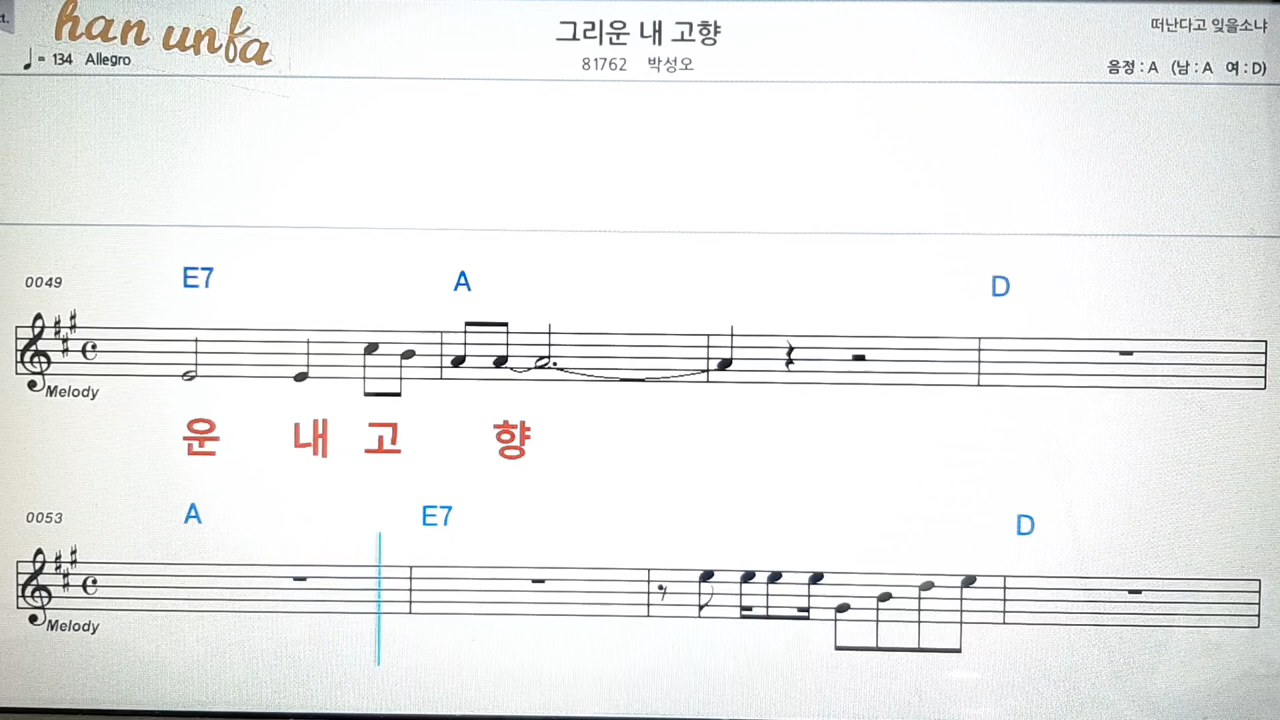 ct.
han unfa
그리운 내 고향
떠난다고 잊을소냐
= 134 Allegro
81762 박성오
음정 : A (남 : A 여 : D)
0049 E7 A D
Melody
운 내 고 향
0053 A E7 D
Melody